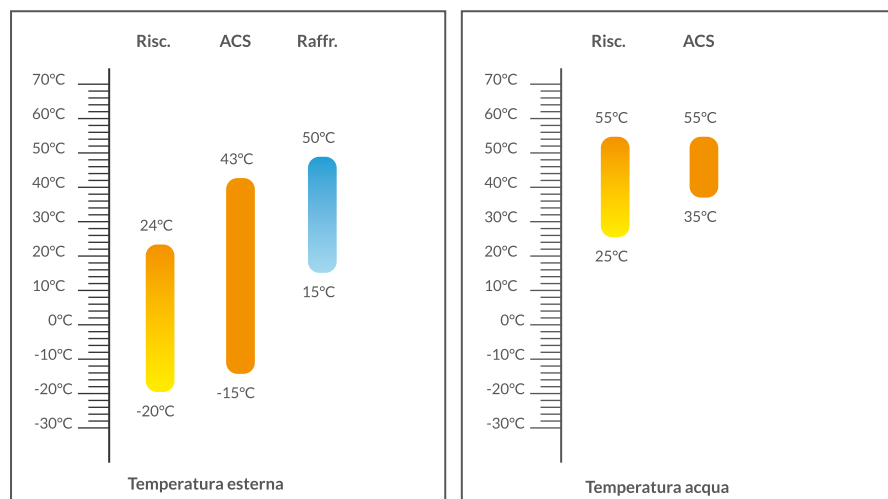 Risc. ACS Raffr.
70°C
60°C
50°C
40°C
30°C
20°C
10°C
0°C
-10°C
-20°C
-30°C
50°C
43°C
24°C
15°C
-15°C
-20°C
Temperatura esterna
Risc. ACS
70°C
60°C
50°C
40°C
30°C
20°C
10°C
0°C
-10°C
-20°C
-30°C
55°C 55°C
35°C
25°C
Temperatura acqua